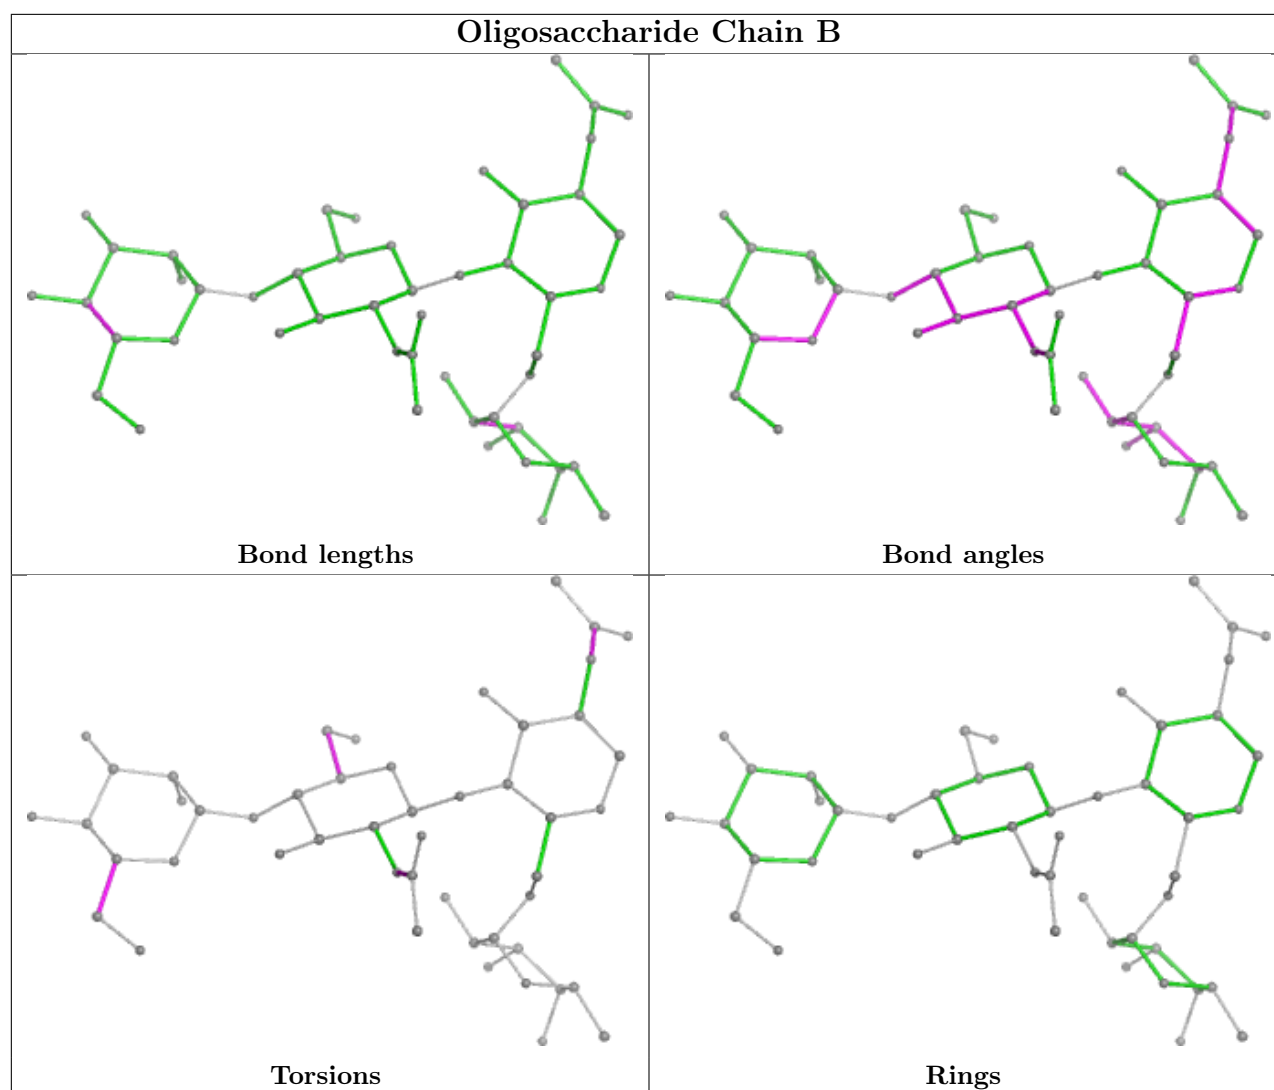 Oligosaccharide Chain B
Bond lengths
Bond angles
Torsions
Rings